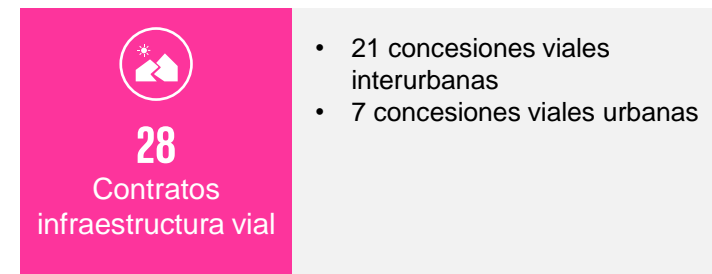 28
Contratos
infraestructura vial
• 21 concesiones viales
interurbanas
• 7 concesiones viales urbanas